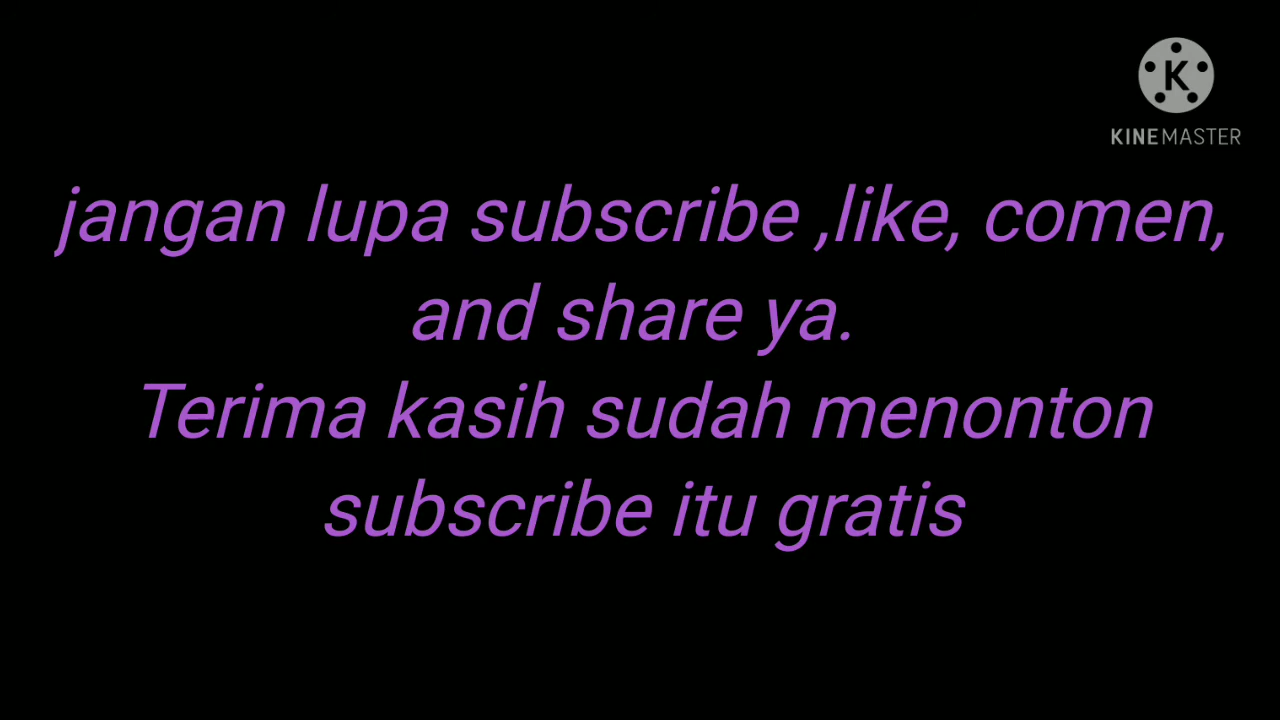 K
KINEMASTER
jangan lupa subscribe ,like, comen,
and share ya.
Terima kasih sudah menonton
subscribe itu gratis